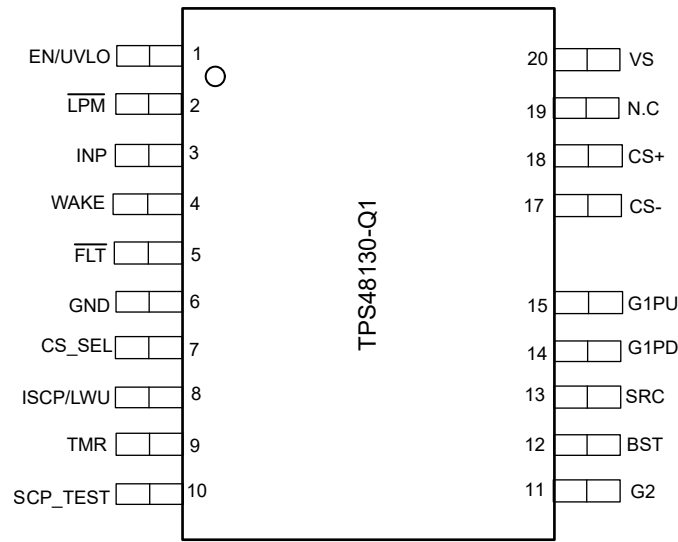 EN/UVLO 1
LPM 2
INP 3
WAKE 4
FLT 5
GND 6
CS_SEL 7
ISCP/LWU 8
TMR 9
SCP_TEST 10
TPS48130-Q1
20 VS
19 N.C
18 CS+
17 CS-
15 G1PU
14 G1PD
13 SRC
12 BST
11 G2